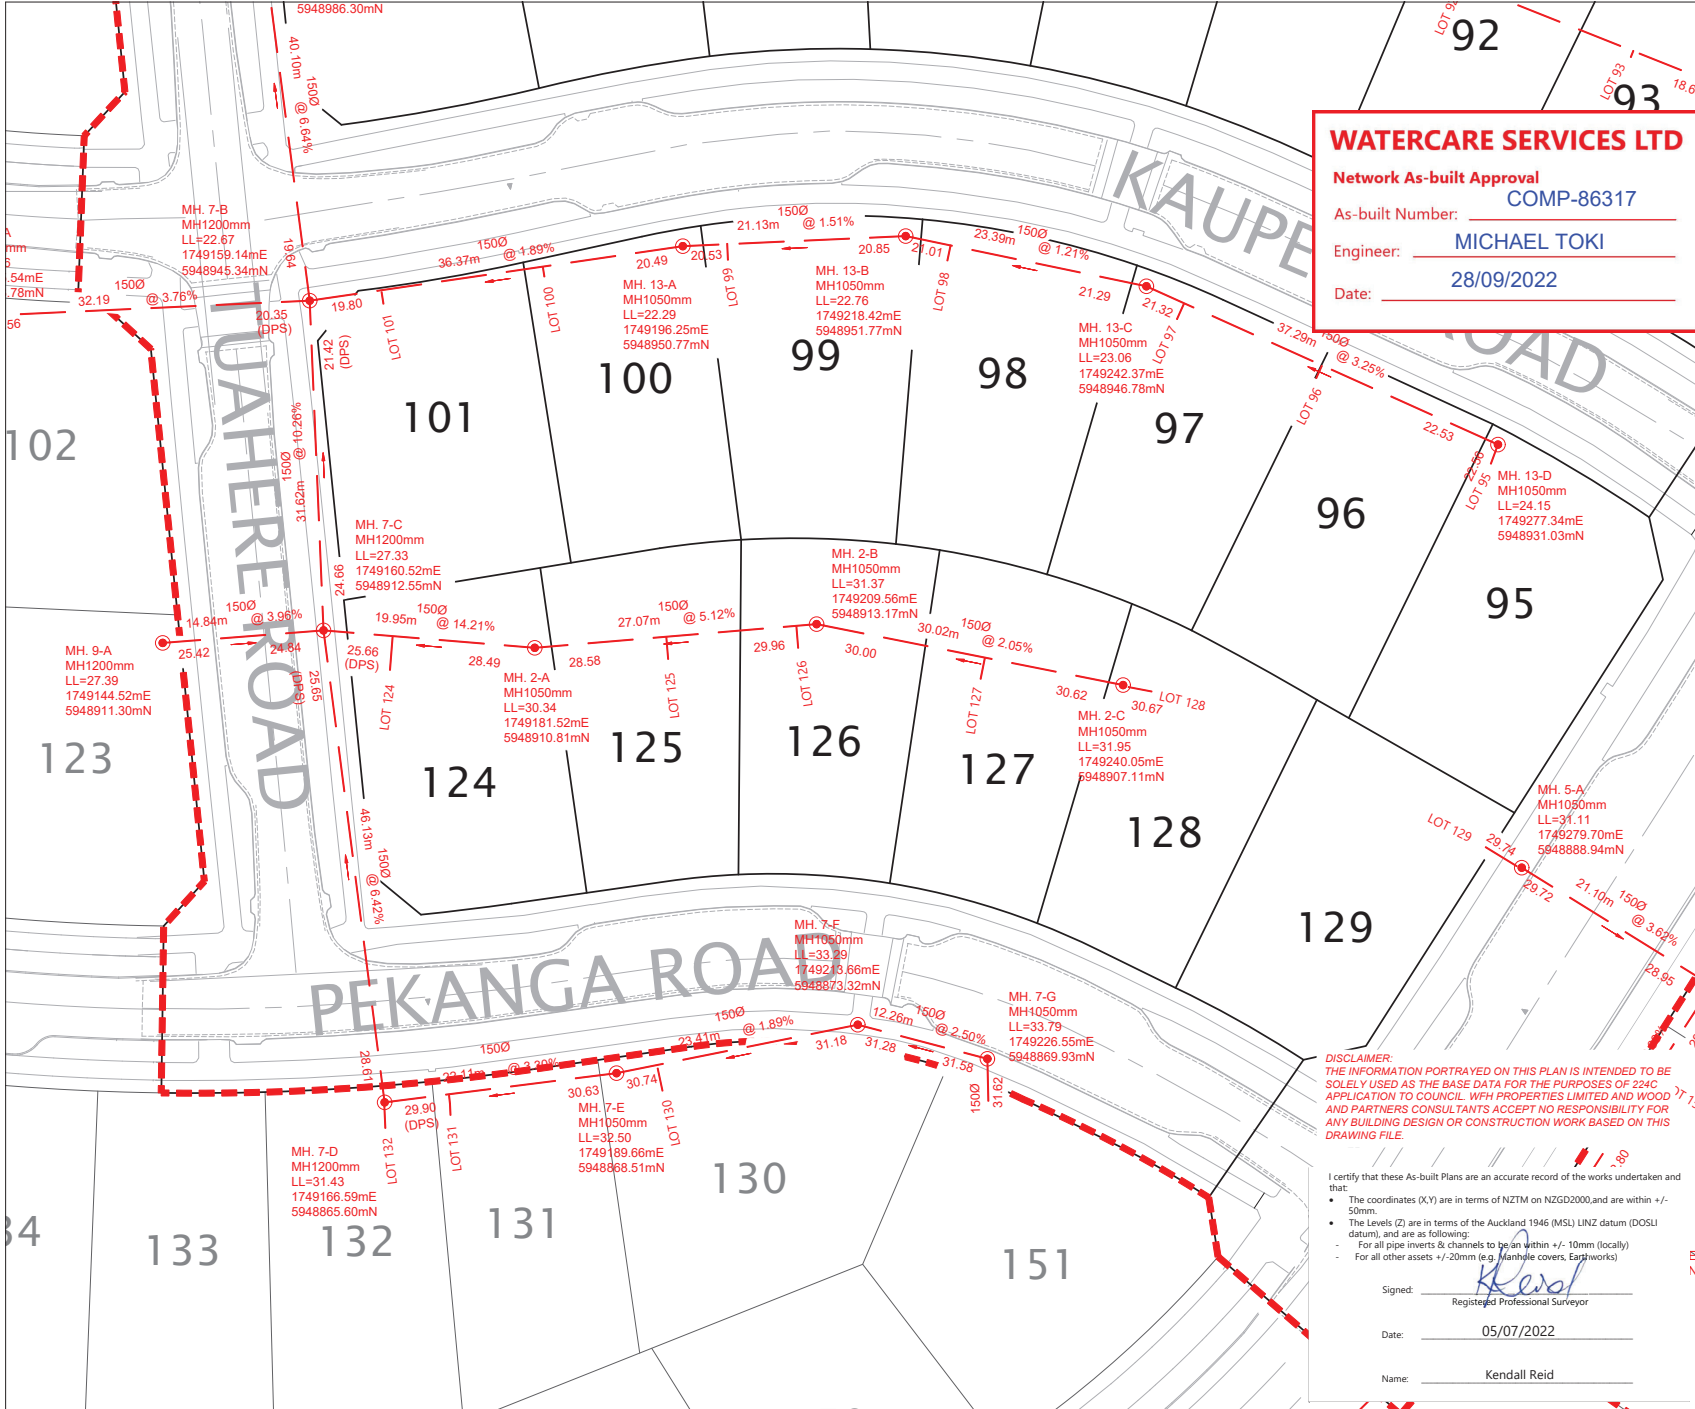 5948986.30mN
40.10m
150Ø
@ 6.64%
LOT 92
92
LOT 93
93
18.6
WATERCARE SERVICES LTD
Network As-built Approval
As-built Number: COMP-86317
Engineer: MICHAEL TOKI
Date: 28/09/2022
KAUPE
ROAD
TUAHERE ROAD
PEKANGA ROAD
MH. 7-B
MH1200mm
LL=22.67
1749159.14mE
5948945.34mN
A
mm
.54mE
.78mN
56
32.19
150Ø
@ 3.76%
19.64
20.35
(DPS)
21.42
(DPS)
19.80
36.37m
150Ø
@ 1.89%
20.49
20.53
LOT 101
LOT 100
LOT 99
MH. 13-A
MH1050mm
LL=22.29
1749196.25mE
5948950.77mN
21.13m
150Ø
@ 1.51%
20.85
21.01
LOT 98
MH. 13-B
MH1050mm
LL=22.76
1749218.42mE
5948951.77mN
23.39m
150Ø
@ 1.21%
21.29
21.32
LOT 97
MH. 13-C
MH1050mm
LL=23.06
1749242.37mE
5948946.78mN
37.29m
150Ø
@ 3.25%
LOT 96
22.53
22.56
LOT 95
MH. 13-D
MH1050mm
LL=24.15
1749277.34mE
5948931.03mN
102
101
100
99
98
97
96
95
31.62m
150Ø
@ 10.26%
24.66
MH. 7-C
MH1200mm
LL=27.33
1749160.52mE
5948912.55mN
14.84m
150Ø
@ 3.96%
25.42
24.84
(DPS)
25.65
MH. 9-A
MH1200mm
LL=27.39
1749144.52mE
5948911.30mN
19.95m
150Ø
@ 14.21%
25.66
(DPS)
28.49
LOT 124
28.58
MH. 2-A
MH1050mm
LL=30.34
1749181.52mE
5948910.81mN
27.07m
150Ø
@ 5.12%
29.96
LOT 125
LOT 126
MH. 2-B
MH1050mm
LL=31.37
1749209.56mE
5948913.17mN
30.00
30.02m
150Ø
@ 2.05%
30.62
LOT 127
30.67
LOT 128
MH. 2-C
MH1050mm
LL=31.95
1749240.05mE
5948907.11mN
123
124
125
126
127
128
129
LOT 129
29.74
29.72
MH. 5-A
MH1050mm
LL=31.11
1749279.70mE
5948888.94mN
21.10m
150Ø
@ 3.62%
28.95
46.13m
150Ø
@ 6.42%
28.61
MH. 7-F
MH1050mm
LL=33.29
1749213.66mE
5948873.32mN
MH. 7-G
MH1050mm
LL=33.79
1749226.55mE
5948869.93mN
12.26m
150Ø
@ 2.50%
31.18
31.28
31.58
31.62
150Ø
23.41m
150Ø
@ 1.89%
22.11m
150Ø
@ 3.30%
29.90
(DPS)
30.63
30.74
LOT 132
LOT 131
LOT 130
MH. 7-E
MH1050mm
LL=32.50
1749189.66mE
5948868.51mN
MH. 7-D
MH1200mm
LL=31.43
1749166.59mE
5948865.60mN
34
133
132
131
130
151
DISCLAIMER:
THE INFORMATION PORTRAYED ON THIS PLAN IS INTENDED TO BE
SOLELY USED AS THE BASE DATA FOR THE PURPOSES OF 224C
APPLICATION TO COUNCIL. WFH PROPERTIES LIMITED AND WOOD
AND PARTNERS CONSULTANTS ACCEPT NO RESPONSIBILITY FOR
ANY BUILDING DESIGN OR CONSTRUCTION WORK BASED ON THIS
DRAWING FILE.
.80
I certify that these As-built Plans are an accurate record of the works undertaken and
that:
• The coordinates (X,Y) are in terms of NZTM on NZGD2000,and are within +/-
50mm.
• The Levels (Z) are in terms of the Auckland 1946 (MSL) LINZ datum (DOSLI
datum), and are as following:
- For all pipe inverts & channels to be an within +/- 10mm (locally)
- For all other assets +/-20mm (e.g. Manhole covers, Earthworks)
Signed: KReid
Registered Professional Surveyor
Date: 05/07/2022
Name: Kendall Reid